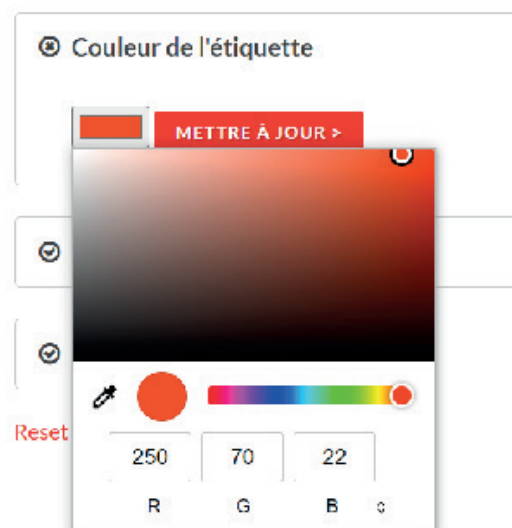 Couleur de l'étiquette
METTRE À JOUR >
Reset
250 70 22
R G B